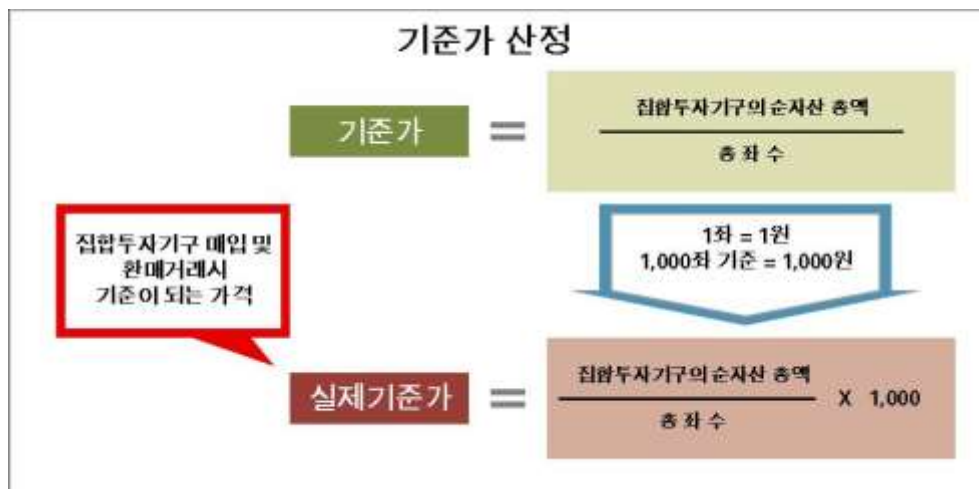 기준가 산정
기준가
=
집합투자기구의 순자산 총액
총 좌 수
집합투자기구 매입 및
환매거래시
기준이 되는 가격
1좌 = 1원
1,000좌 기준 = 1,000원
실제기준가
=
집합투자기구의 순자산 총액
총 좌 수
X 1,000